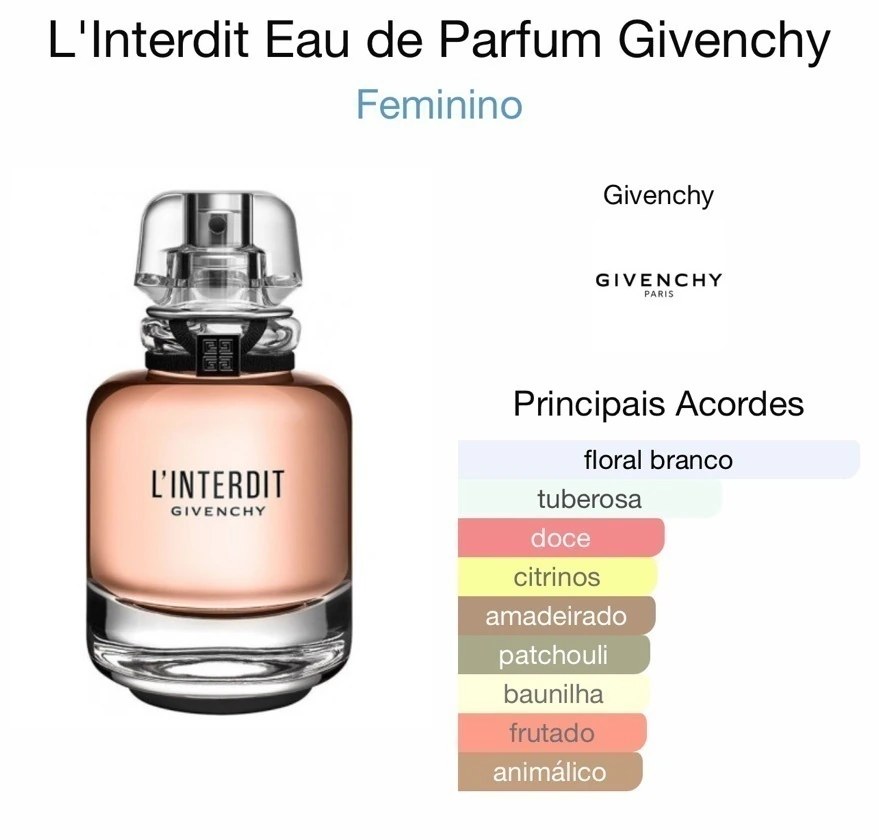 L'Interdit Eau de Parfum Givenchy
Feminino
L'INTERDIT
GIVENCHY
Givenchy
GIVENCHY
PARIS
Principais Acordes
floral branco
tuberosa
doce
citrinos
amadeirado
patchouli
baunilha
frutado
animálico